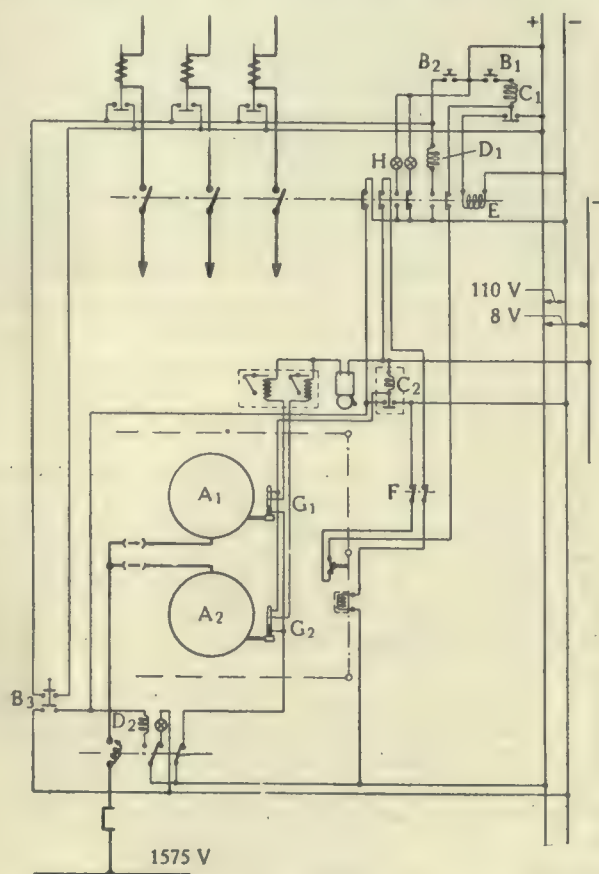 + −
B2 B1
C1
H D1
E
110 V
8 V
C2
A1 G1
F
A2 G2
B3
D2
1575 V